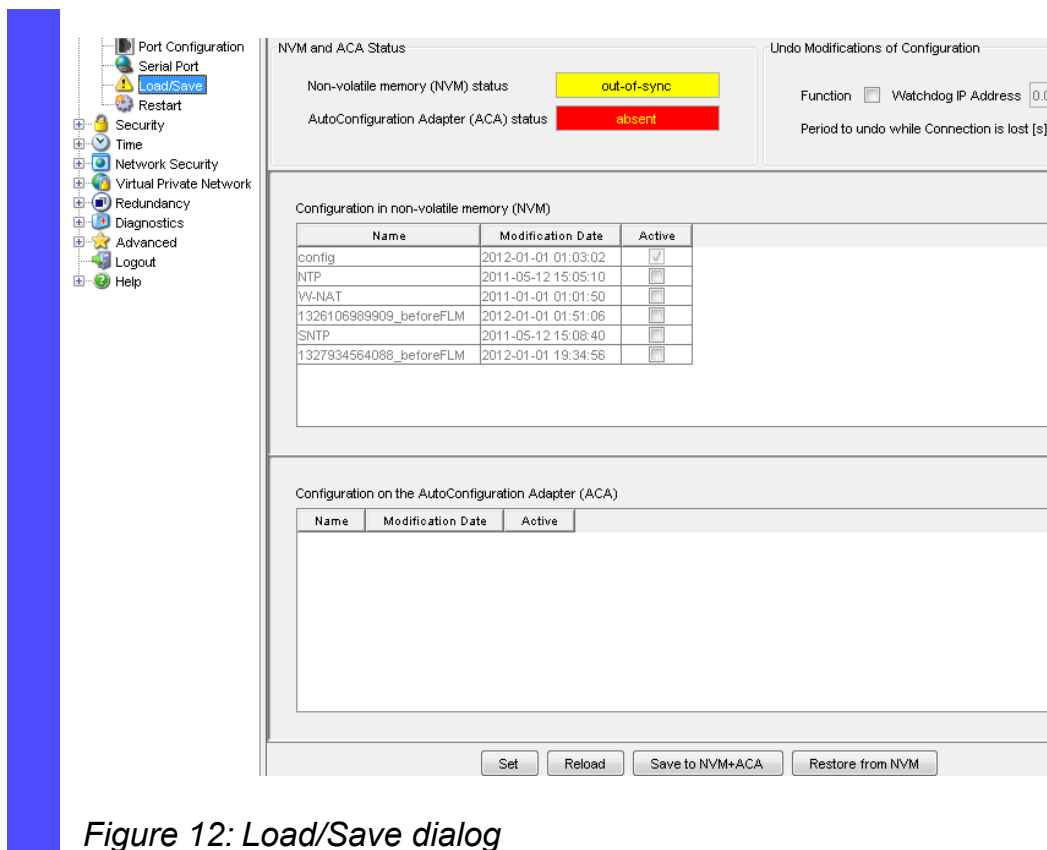 Port Configuration
Serial Port
Load/Save
Restart
Security
Time
Network Security
Virtual Private Network
Redundancy
Diagnostics
Advanced
Logout
Help
NVM and ACA Status
Non-volatile memory (NVM) status out-of-sync
AutoConfiguration Adapter (ACA) status absent
Undo Modifications of Configuration
Function Watchdog IP Address 0.0
Period to undo while Connection is lost [s]
Configuration in non-volatile memory (NVM)
Name Modification Date Active
config 2012-01-01 01:03:02
NTP 2011-05-12 15:05:10
VV-NAT 2011-01-01 01:01:50
1326106989909_beforeFLM 2012-01-01 01:51:06
SNTP 2011-05-12 15:08:40
1327934564088_beforeFLM 2012-01-01 19:34:56
Configuration on the AutoConfiguration Adapter (ACA)
Name Modification Date Active
Set Reload Save to NVM+ACA Restore from NVM
Figure 12: Load/Save dialog